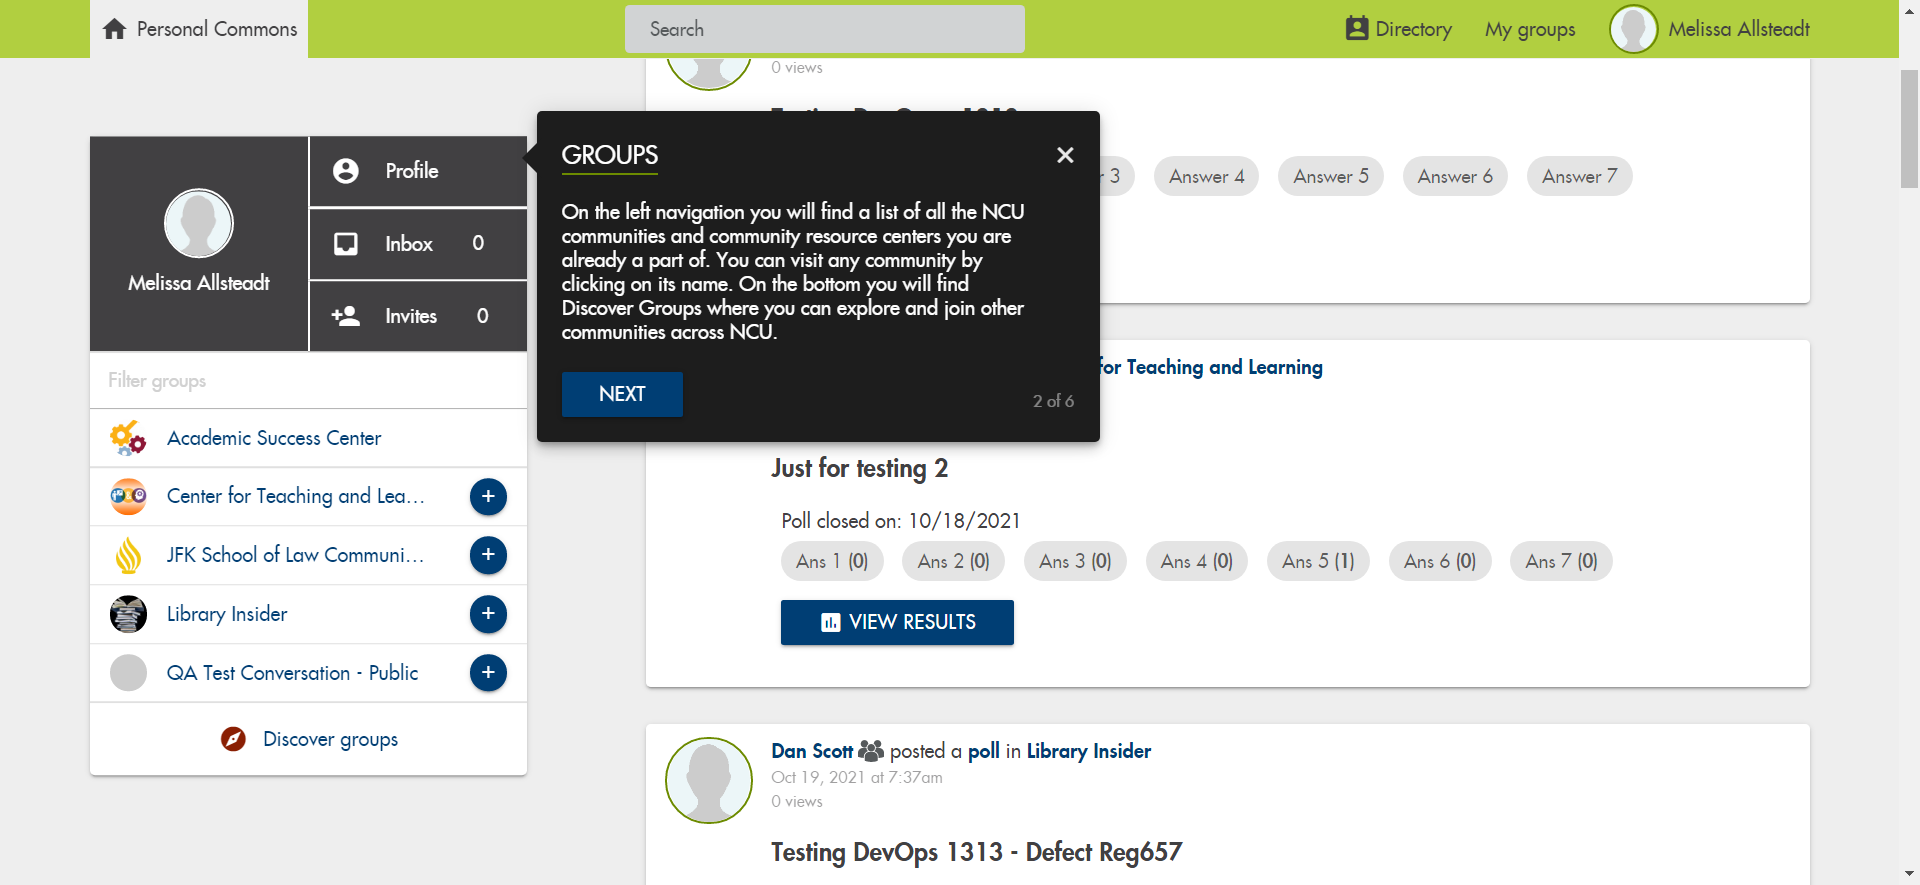 Personal Commons
Search
Directory
My groups
Melissa Allsteadt
Melissa Allsteadt
Profile
Inbox 0
Invites 0
Filter groups
Academic Success Center
Center for Teaching and Lea...
JFK School of Law Communi...
Library Insider
QA Test Conversation - Public
Discover groups
GROUPS
On the left navigation you will find a list of all the NCU
communities and community resource centers you are
already a part of. You can visit any community by
clicking on its name. On the bottom you will find
Discover Groups where you can explore and join other
communities across NCU.
NEXT
2 of 6
0 views
r 3 Answer 4 Answer 5 Answer 6 Answer 7
for Teaching and Learning
Just for testing 2
Poll closed on: 10/18/2021
Ans 1 (0) Ans 2 (0) Ans 3 (0) Ans 4 (0) Ans 5 (1) Ans 6 (0) Ans 7 (0)
VIEW RESULTS
Dan Scott posted a poll in Library Insider
Oct 19, 2021 at 7:37am
0 views
Testing DevOps 1313 - Defect Reg657